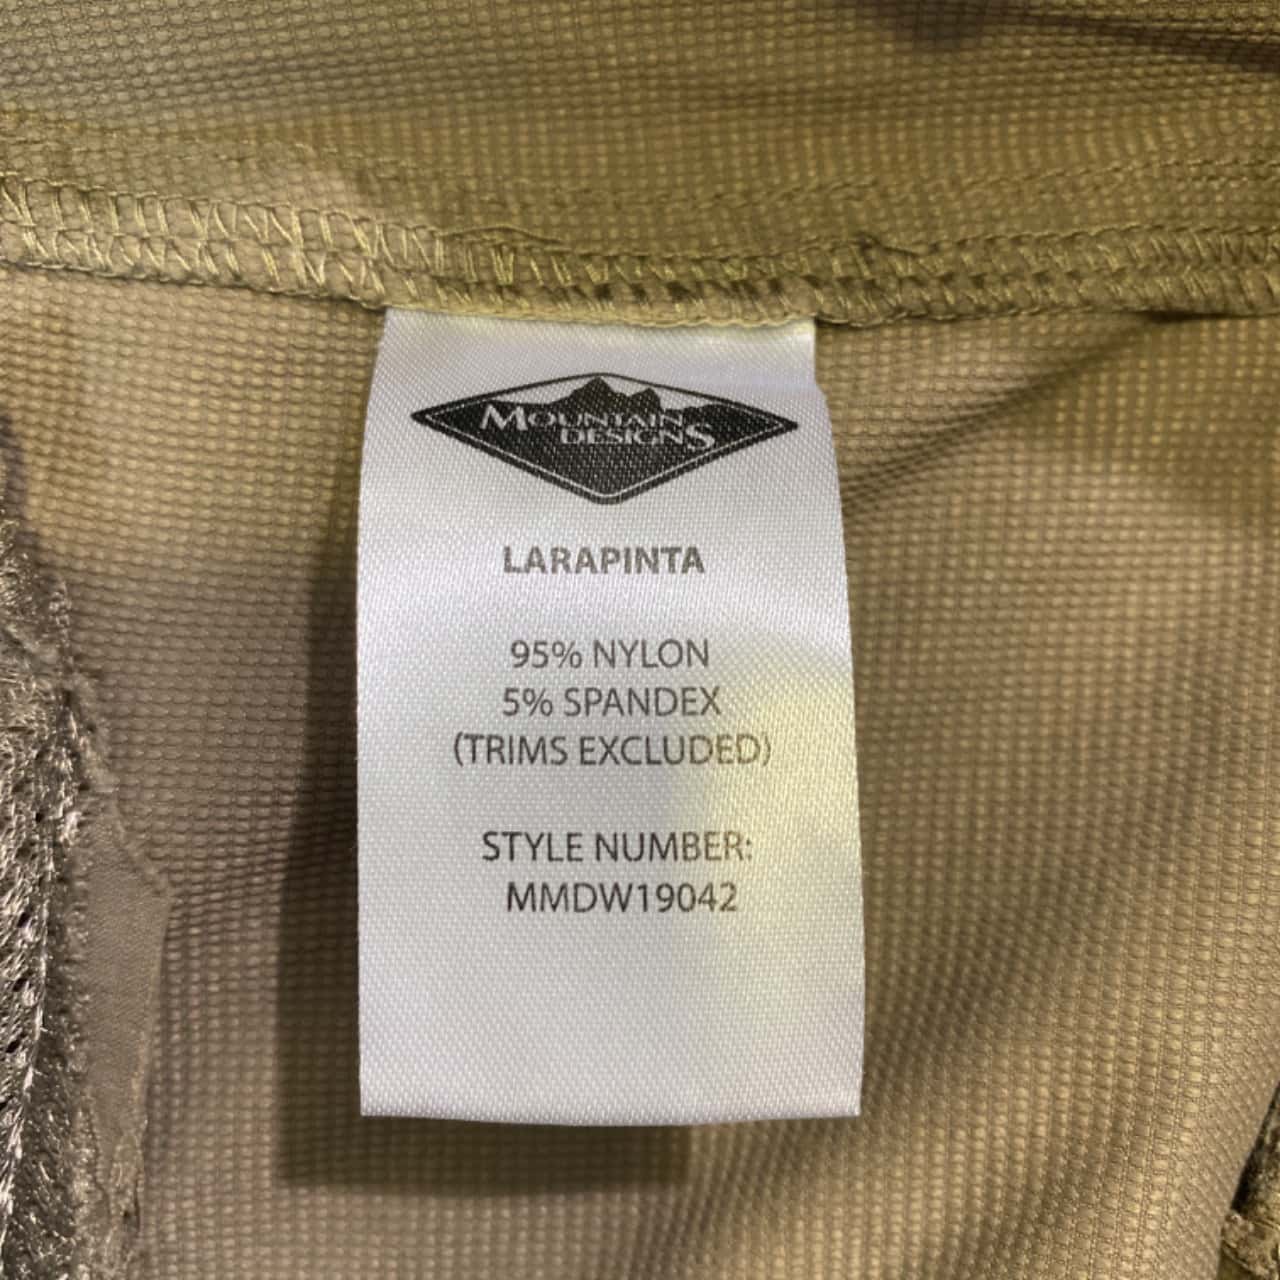 MOUNTAIN
DESIGNS
LARAPINTA
95% NYLON
5% SPANDEX
(TRIMS EXCLUDED)
STYLE NUMBER:
MMDW19042